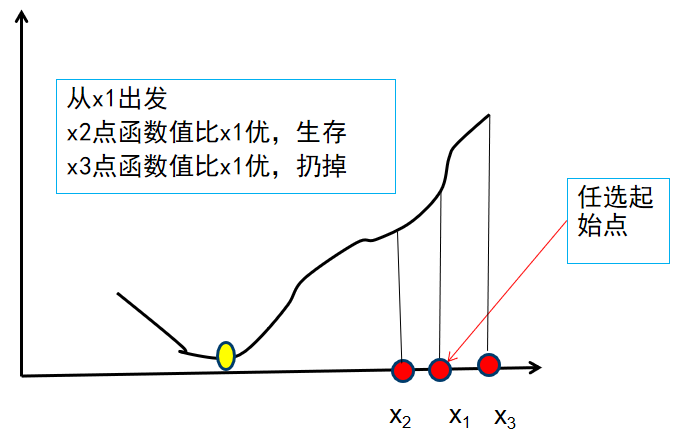 从x1出发
x2点函数值比x1优，生存
x3点函数值比x1优，扔掉
任选起
始点
x2
x1
x3